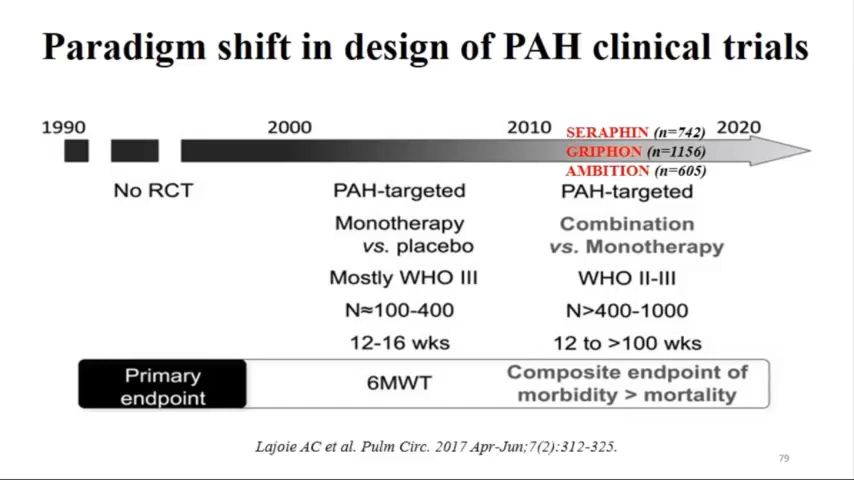 Paradigm shift in design of PAH clinical trials
1990
2000
2010
2020
SERAPHIN (n=742)
GRIPHON (n=1156)
AMBITION (n=605)
No RCT
PAH-targeted
Monotherapy
vs. placebo
Mostly WHO III
N≈100-400
12-16 wks
PAH-targeted
Combination
vs. Monotherapy
WHO II-III
N>400-1000
12 to >100 wks
Primary
endpoint
6MWT
Composite endpoint of
morbidity > mortality
Lajoie AC et al. Pulm Circ. 2017 Apr-Jun;7(2):312-325.
79